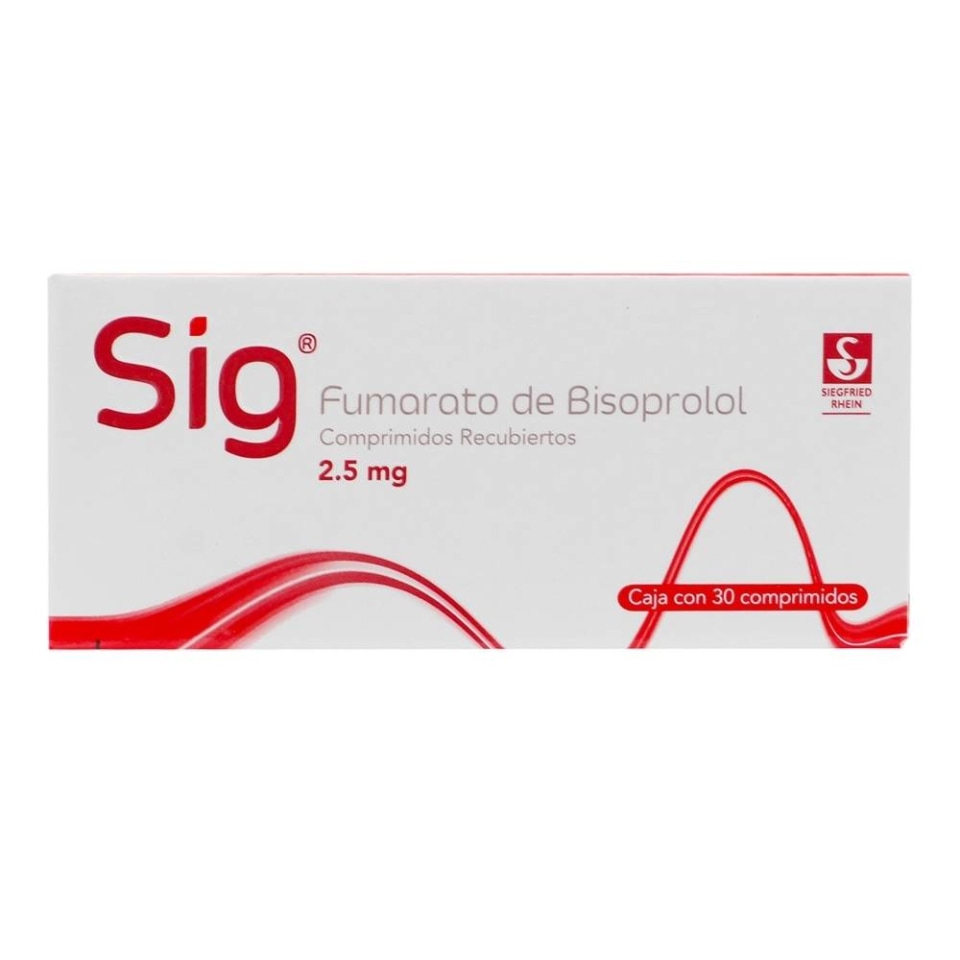 Sig®
Fumarato de Bisoprolol
Comprimidos Recubiertos
2.5 mg
SIEGFRIED
RHEIN
Caja con 30 comprimidos